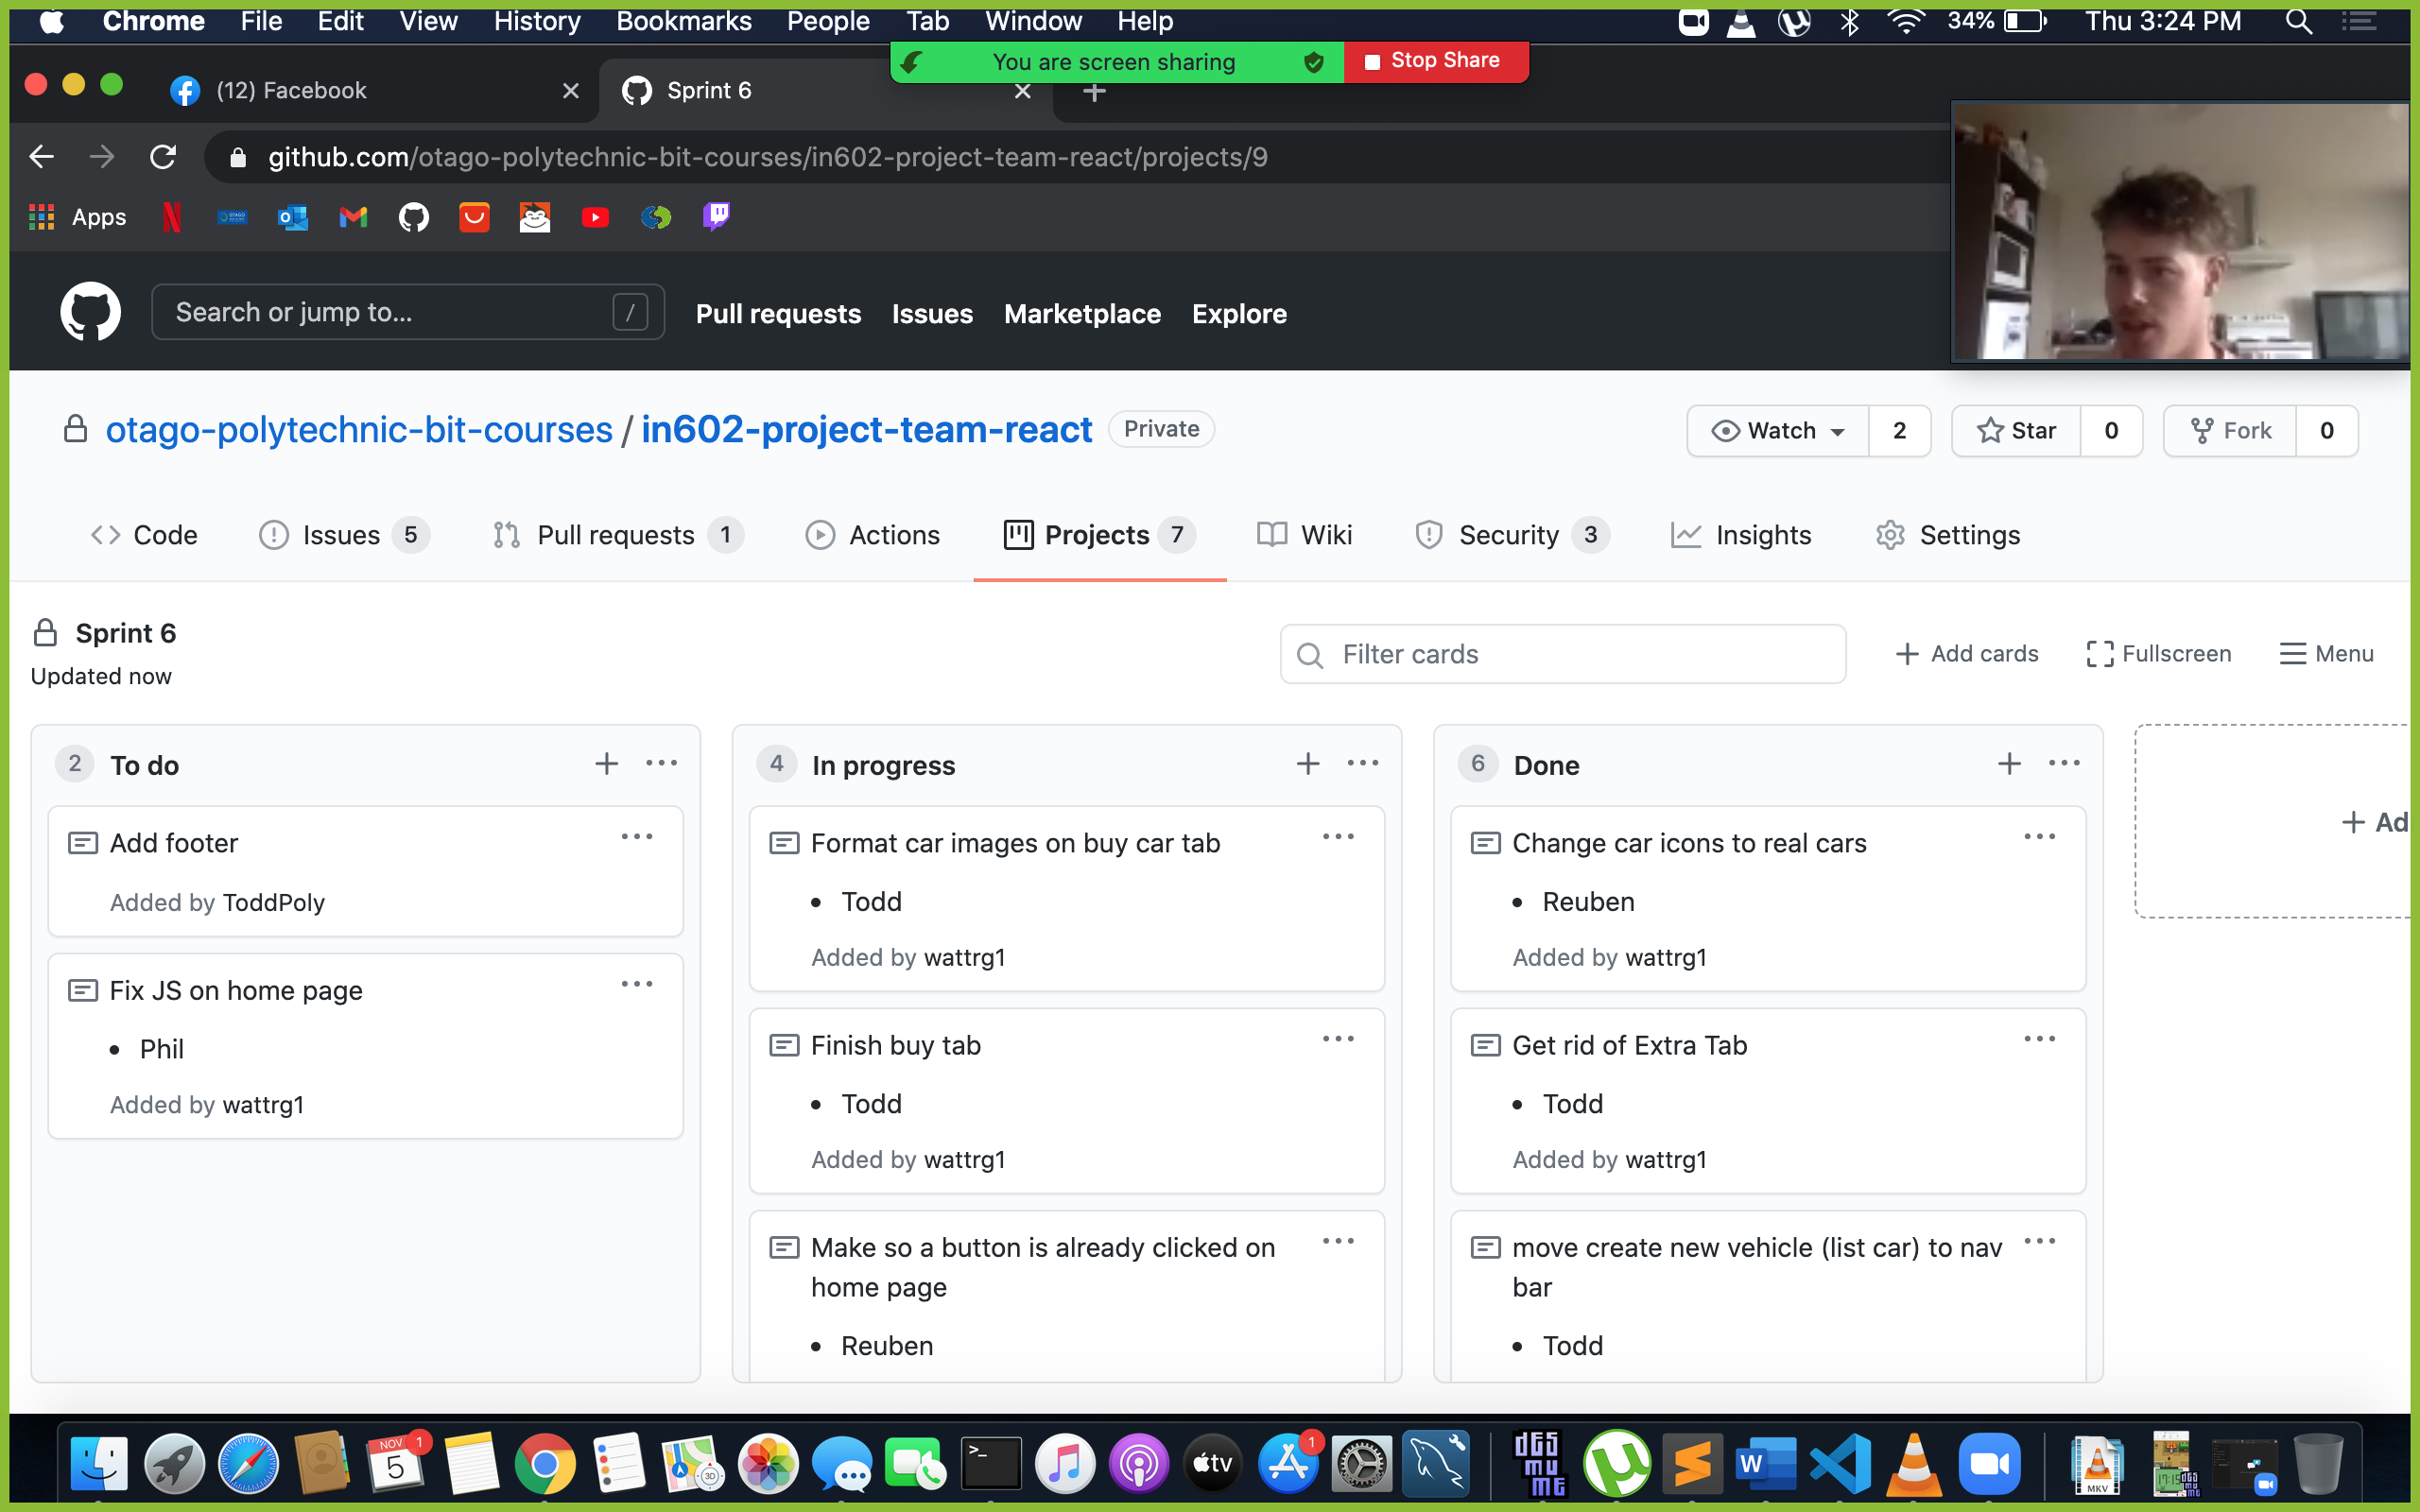 Chrome File Edit View History Bookmarks People Tab Window Help 34% Thu 3:24 PM
You are screen sharing Stop Share
(12) Facebook Sprint 6
github.com/otago-polytechnic-bit-courses/in602-project-team-react/projects/9
Apps
Search or jump to... / Pull requests Issues Marketplace Explore
otago-polytechnic-bit-courses / in602-project-team-react Private Watch 2 Star 0 Fork 0
Code Issues 5 Pull requests 1 Actions Projects 7 Wiki Security 3 Insights Settings
Sprint 6
Updated now
Filter cards + Add cards Fullscreen Menu
2 To do
Add footer
Added by ToddPoly
Fix JS on home page
• Phil
Added by wattrg1
4 In progress
Format car images on buy car tab
• Todd
Added by wattrg1
Finish buy tab
• Todd
Added by wattrg1
Make so a button is already clicked on
home page
• Reuben
6 Done
Change car icons to real cars
• Reuben
Added by wattrg1
Get rid of Extra Tab
• Todd
Added by wattrg1
move create new vehicle (list car) to nav
bar
• Todd
+ Ad
NOV 1
5
3D
>_
tv
1
W
MKV